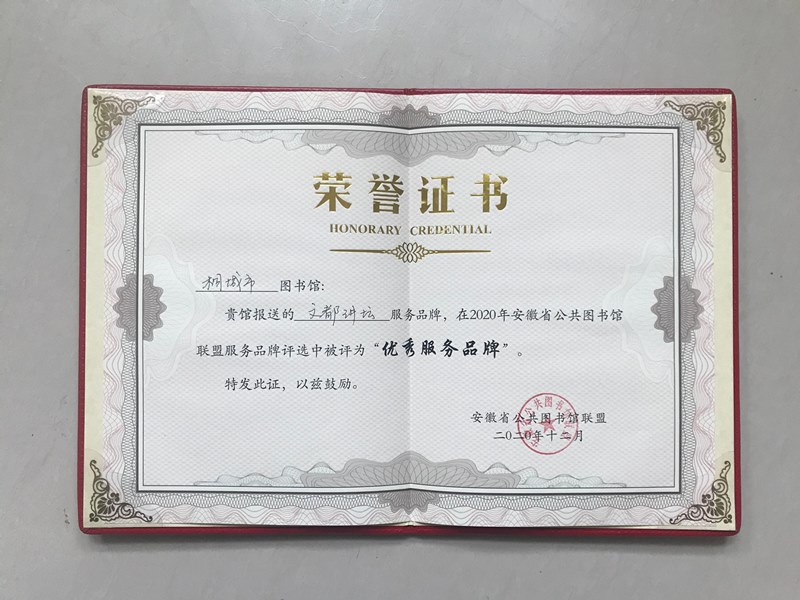 荣誉证书
HONORARY CREDENTIAL
桐城市 图书馆:
贵馆报送的 文都讲坛 服务品牌，在2020年安徽省公共图书馆
联盟服务品牌评选中被评为“优秀服务品牌”。
特发此证，以兹鼓励。
安徽省公共图书馆联盟
二〇二〇年十二月